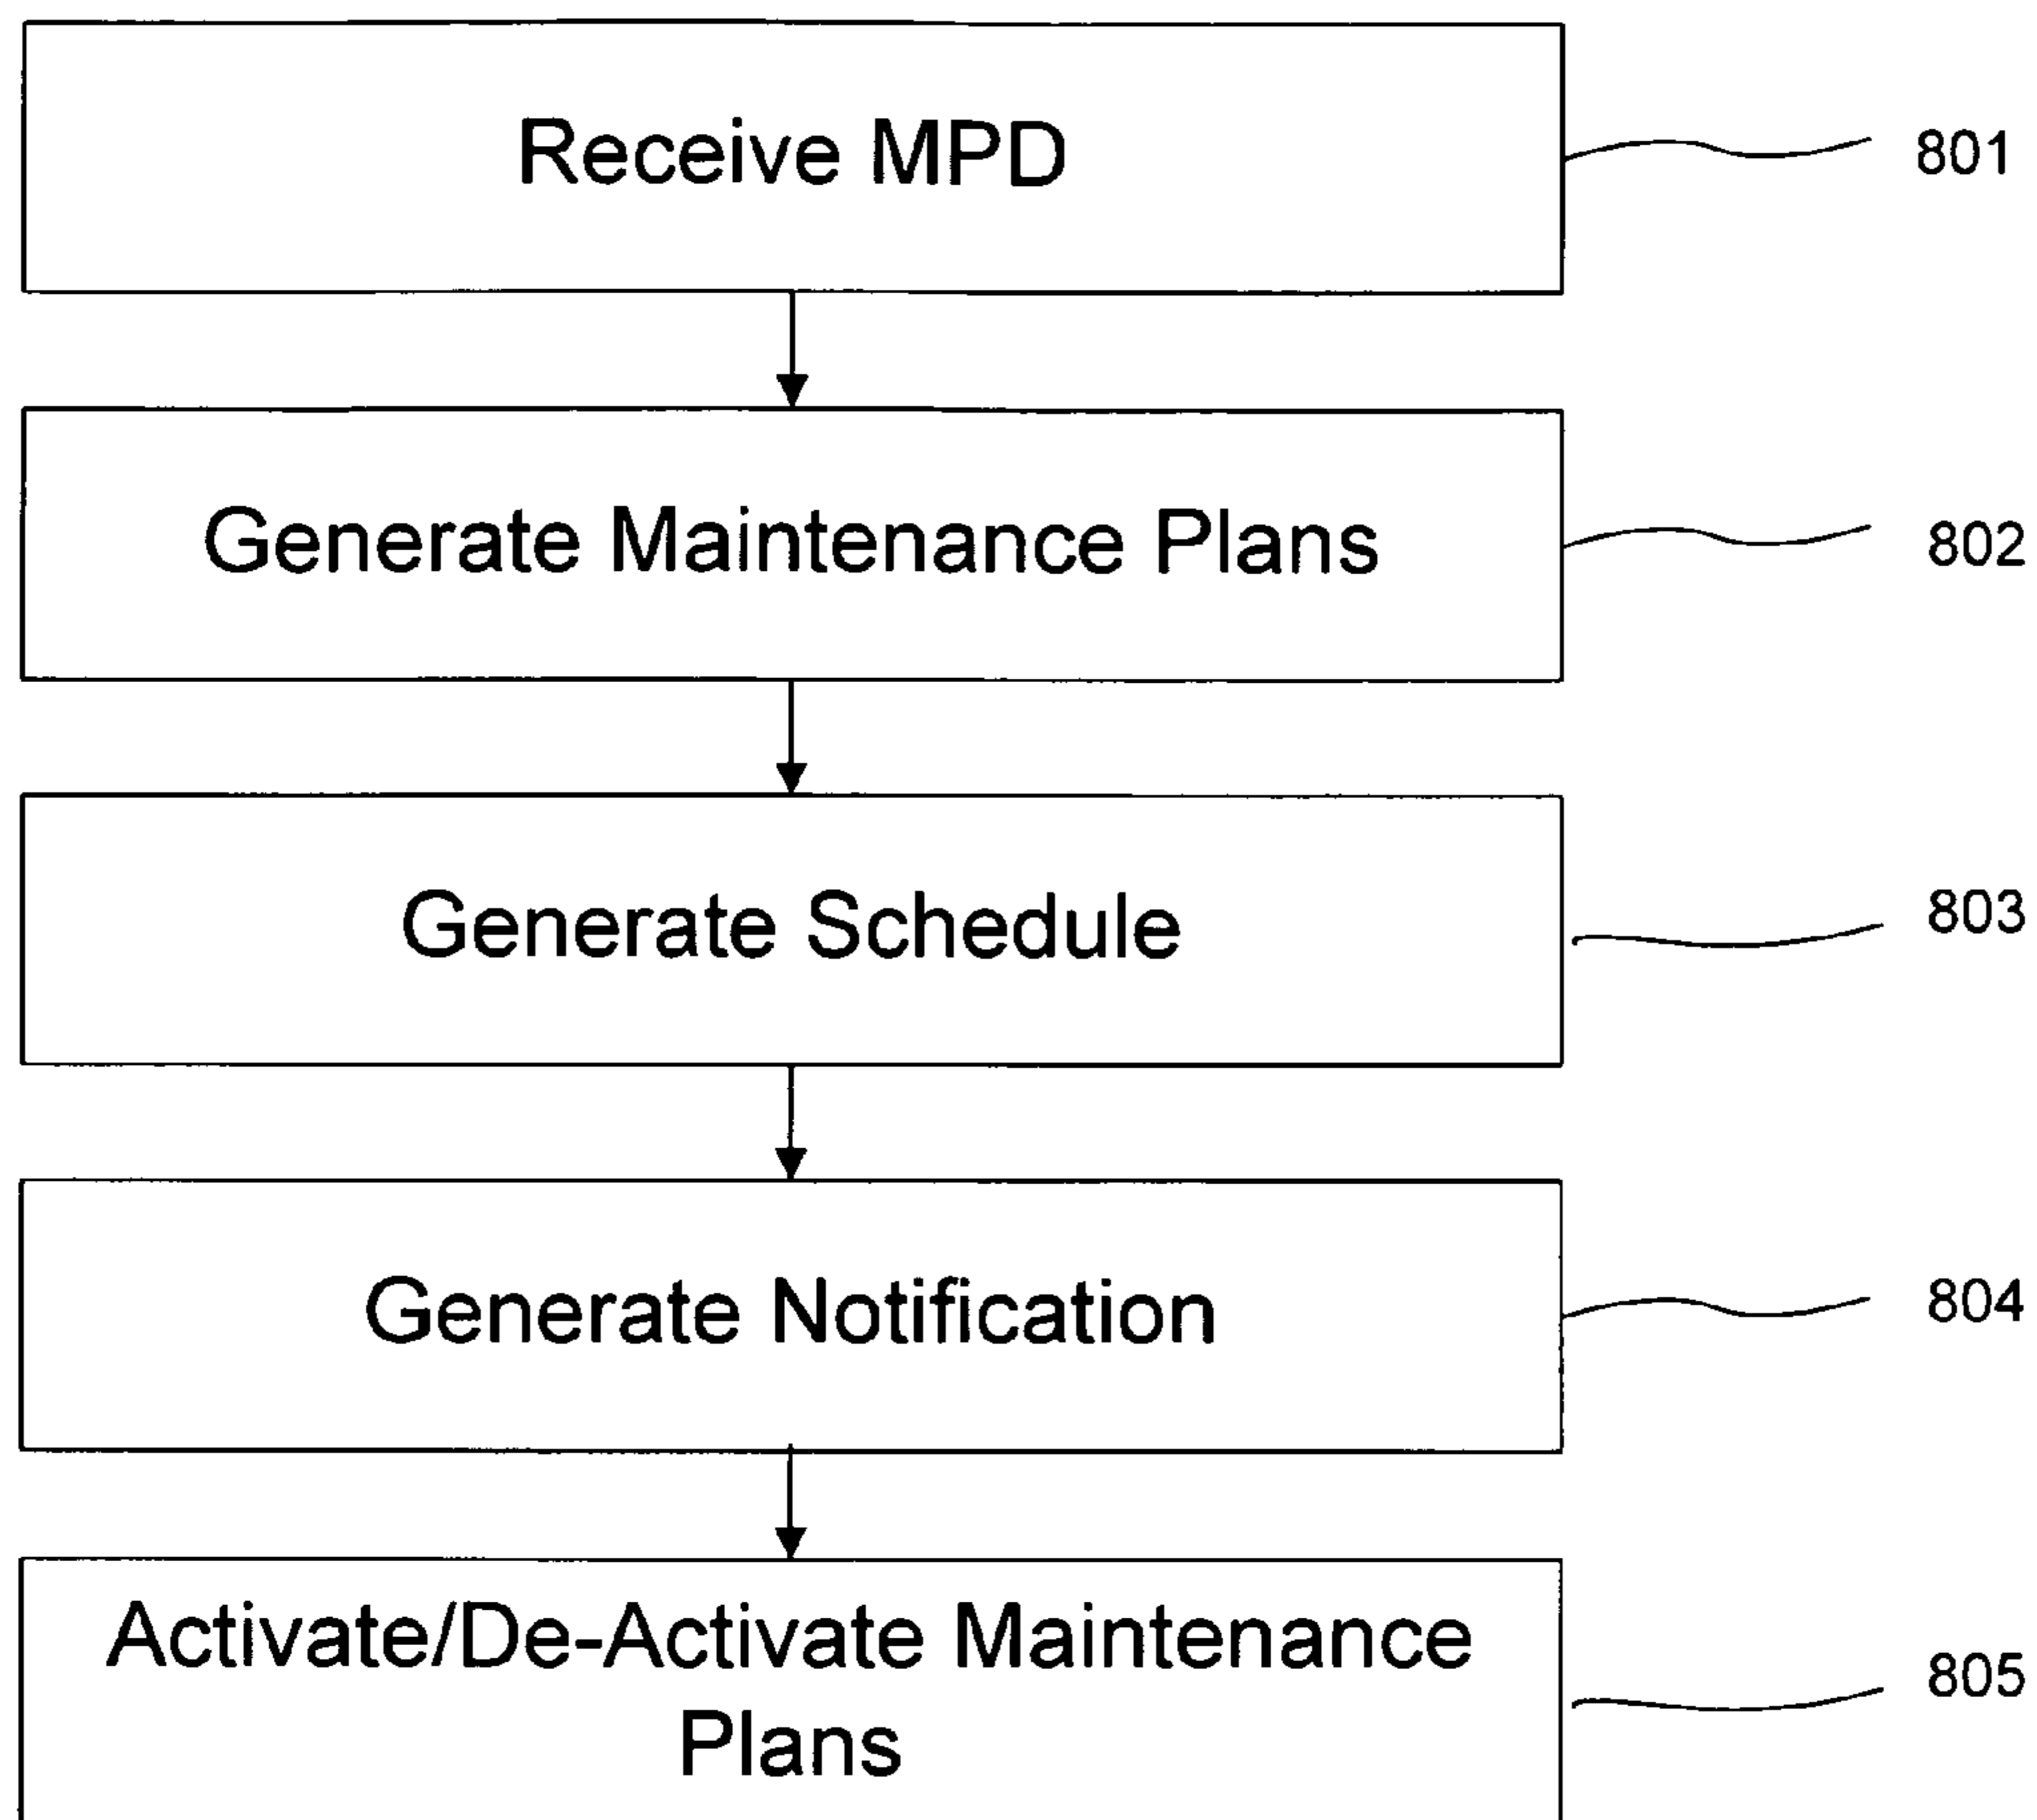 Receive MPD
801
Generate Maintenance Plans
802
Generate Schedule
803
Generate Notification
804
Activate/De-Activate Maintenance
Plans
805